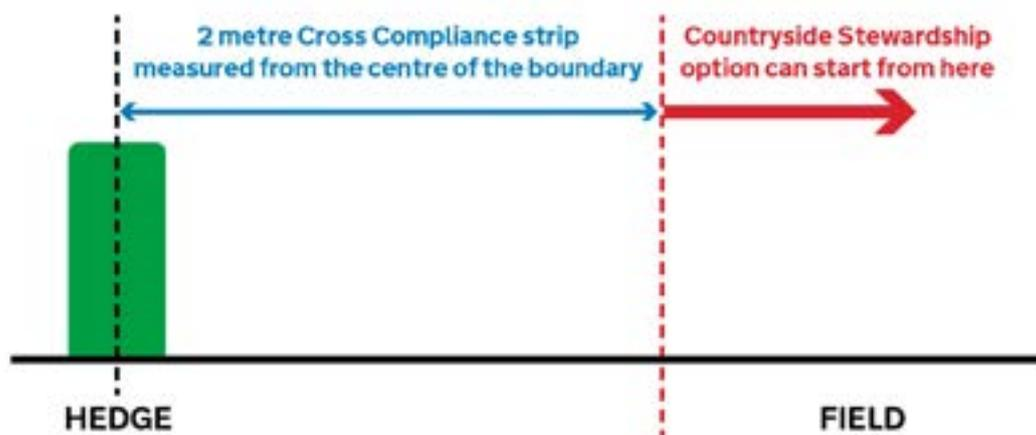 2 metre Cross Compliance strip
measured from the centre of the boundary
Countryside Stewardship
option can start from here
HEDGE
FIELD